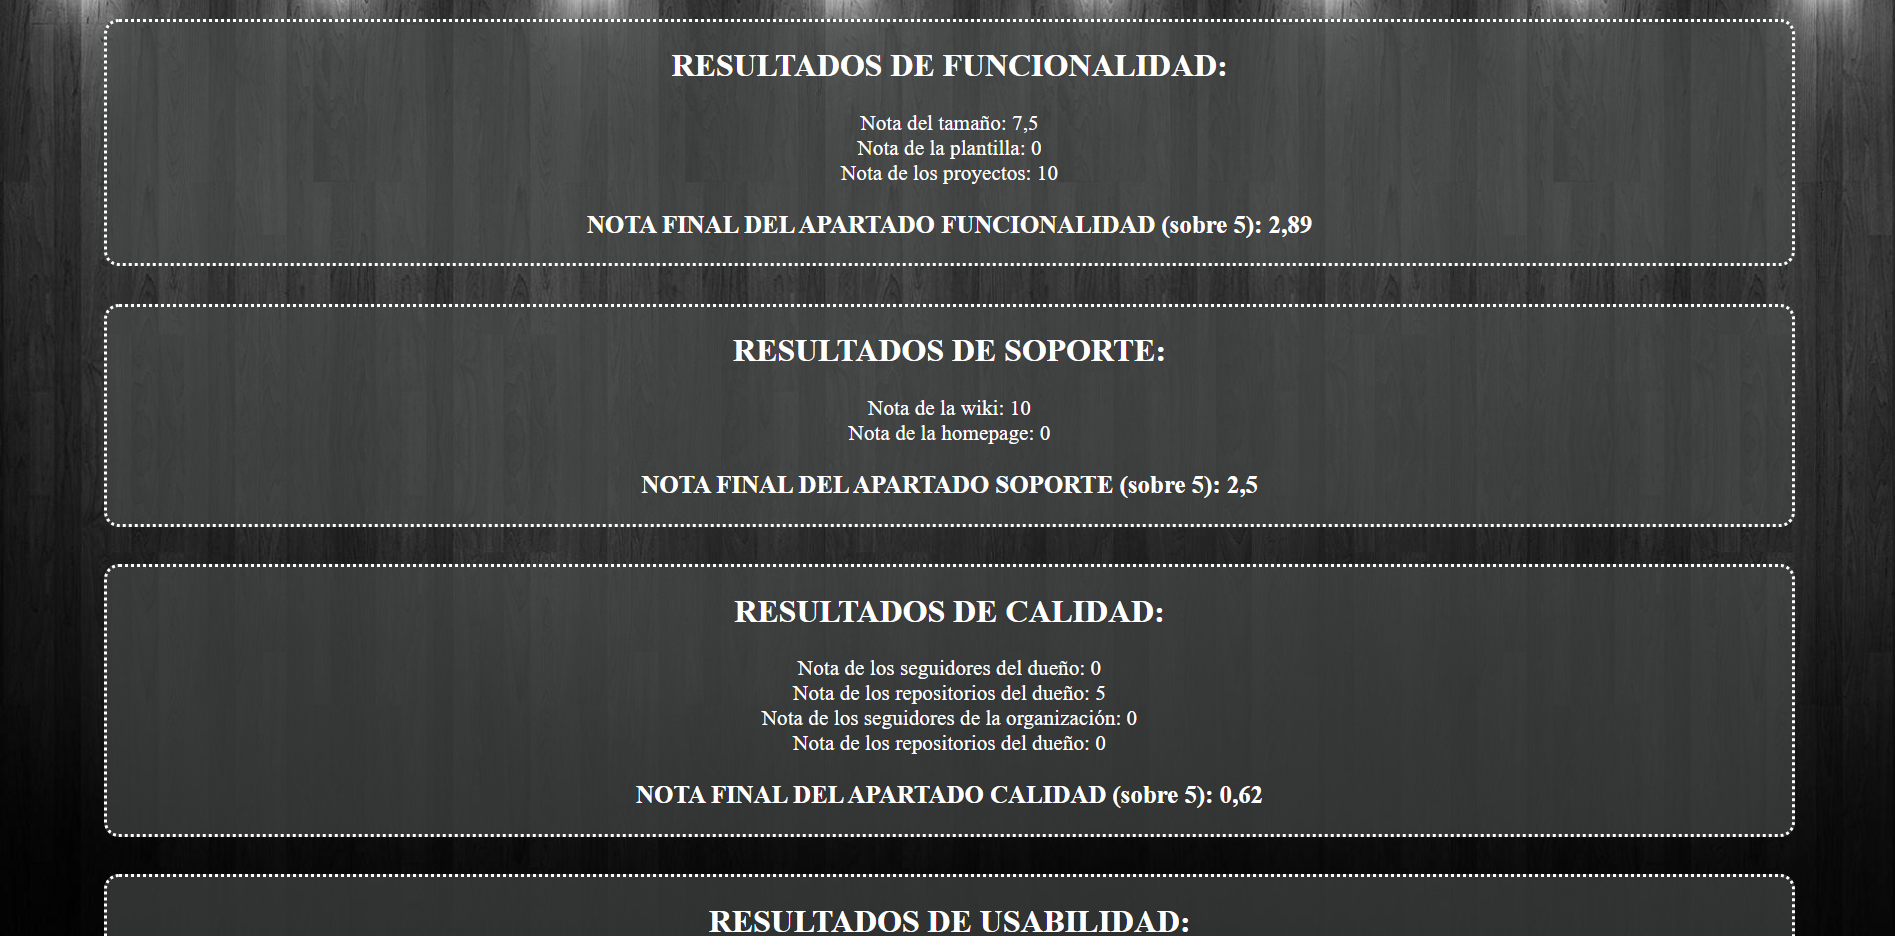 RESULTADOS DE FUNCIONALIDAD:
Nota del tamaño: 7,5
Nota de la plantilla: 0
Nota de los proyectos: 10
NOTA FINAL DEL APARTADO FUNCIONALIDAD (sobre 5): 2,89
RESULTADOS DE SOPORTE:
Nota de la wiki: 10
Nota de la homepage: 0
NOTA FINAL DEL APARTADO SOPORTE (sobre 5): 2,5
RESULTADOS DE CALIDAD:
Nota de los seguidores del dueño: 0
Nota de los repositorios del dueño: 5
Nota de los seguidores de la organización: 0
Nota de los repositorios del dueño: 0
NOTA FINAL DEL APARTADO CALIDAD (sobre 5): 0,62
RESULTADOS DE USABILIDAD: